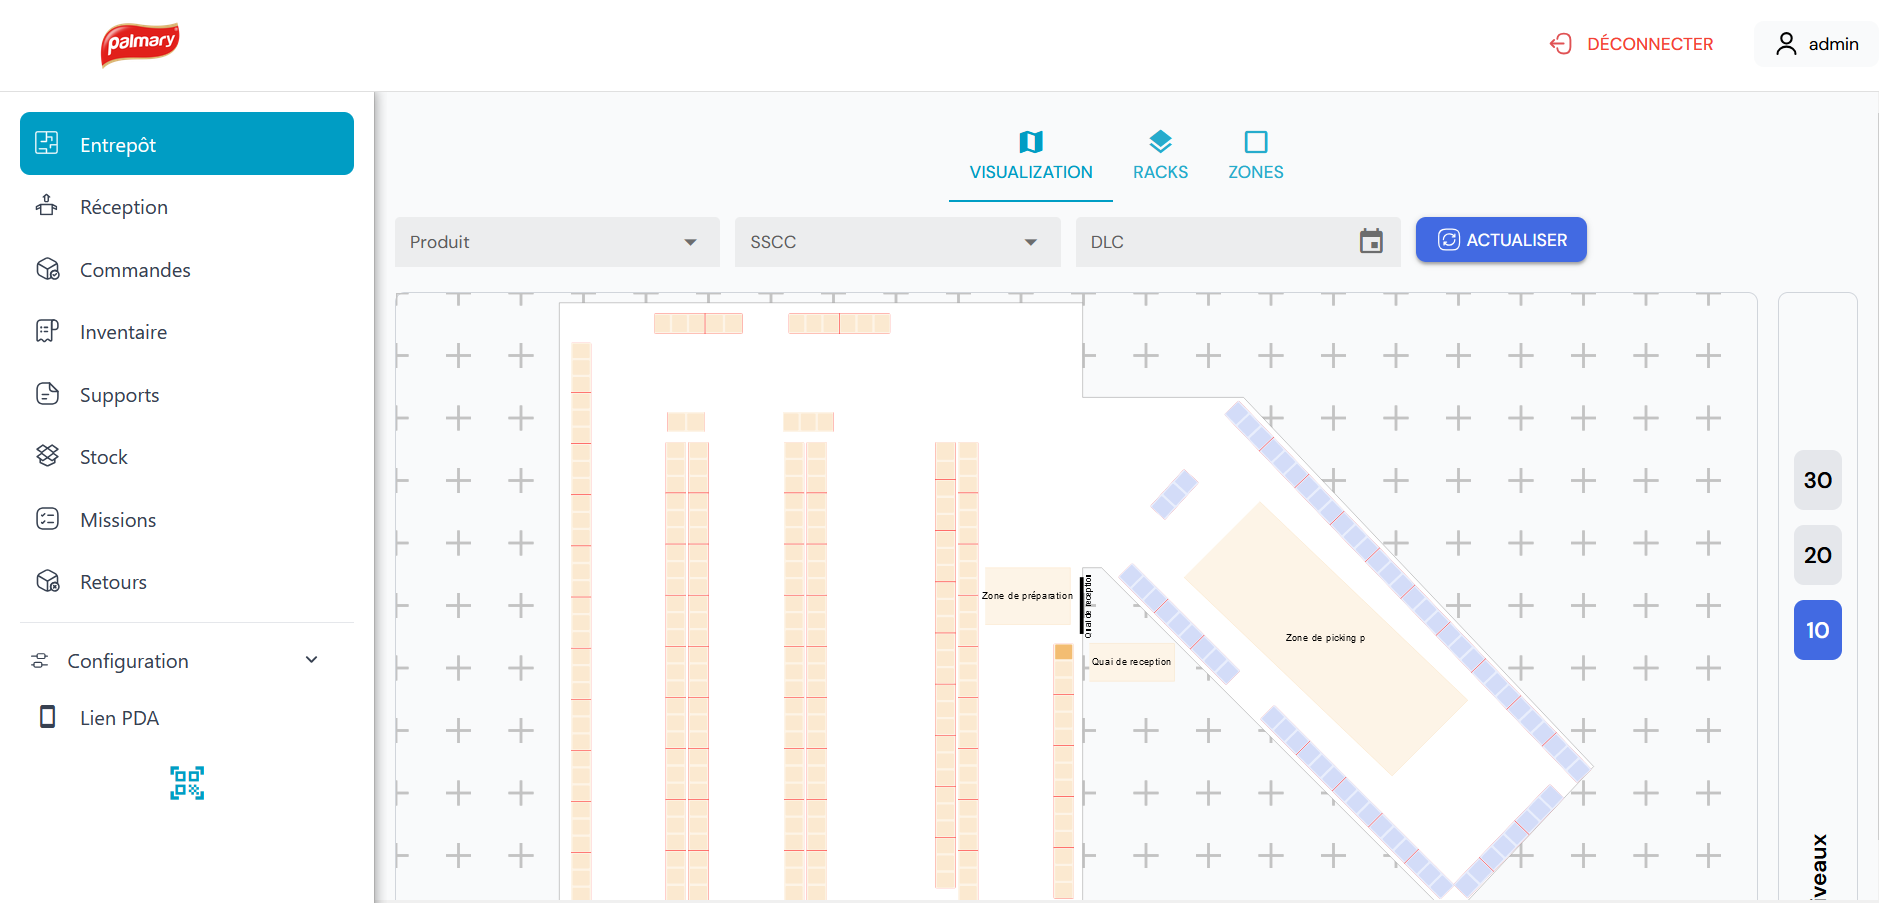 palmary
DÉCONNECTER
admin
Entrepôt
Réception
Commandes
Inventaire
Supports
Stock
Missions
Retours
Configuration
Lien PDA
VISUALIZATION
RACKS
ZONES
Produit
SSCC
DLC
ACTUALISER
Zone de préparation
Quai de reception
Quai de reception
Zone de picking p
30
20
10
veaux